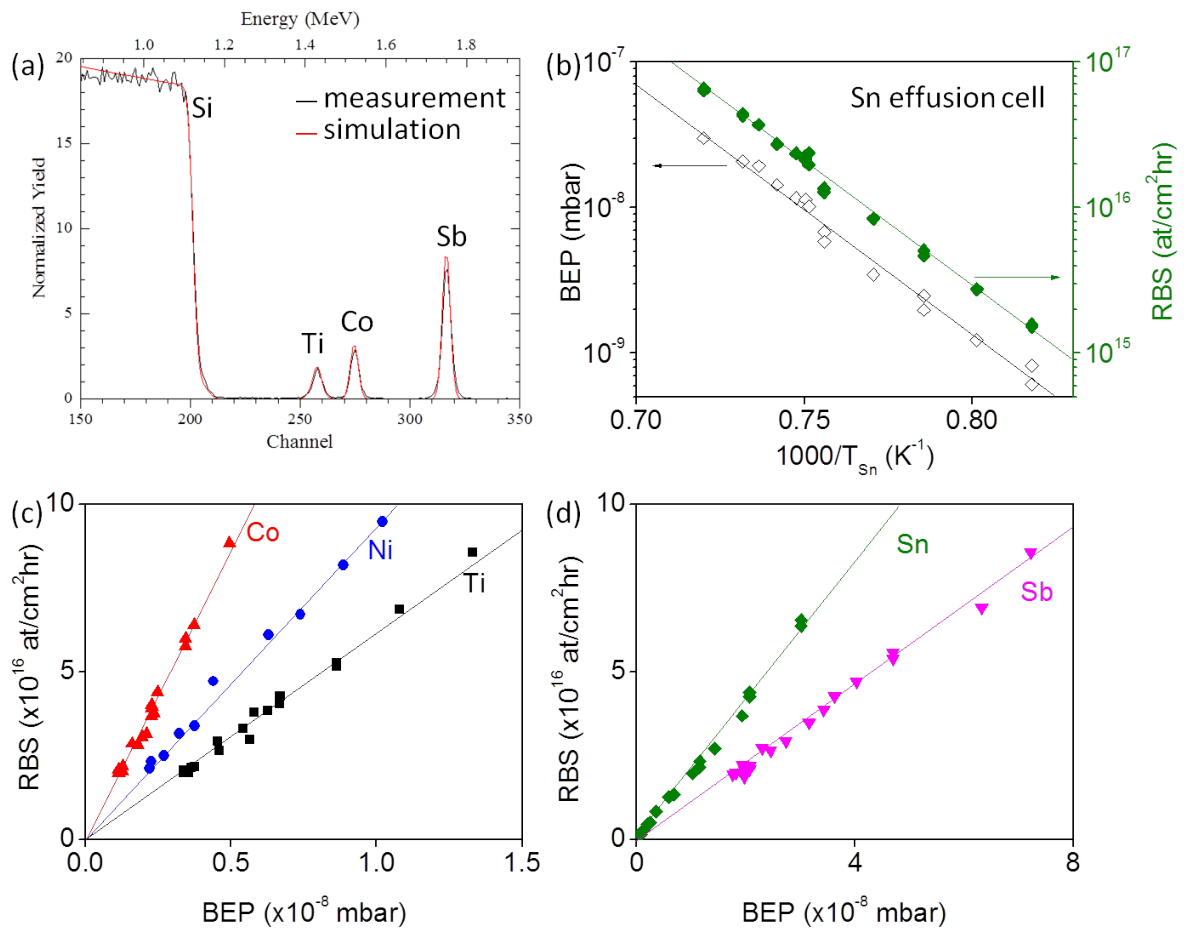 Energy (MeV)
1.0 1.2 1.4 1.6 1.8
(a)
20
15
10
5
0
Normalized Yield
Si
measurement
simulation
Ti
Co
Sb
150 200 250 300 350
Channel
(b)
Sn effusion cell
10⁻⁷
10⁻⁸
10⁻⁹
BEP (mbar)
10¹⁷
10¹⁶
10¹⁵
RBS (at/cm²hr)
0.70 0.75 0.80
1000/T_Sn (K⁻¹)
(c)
10
5
0
RBS (x10¹⁶ at/cm²hr)
Co
Ni
Ti
0.0 0.5 1.0 1.5
BEP (x10⁻⁸ mbar)
(d)
10
5
0
RBS (x10¹⁶ at/cm²hr)
Sn
Sb
0 4 8
BEP (x10⁻⁸ mbar)